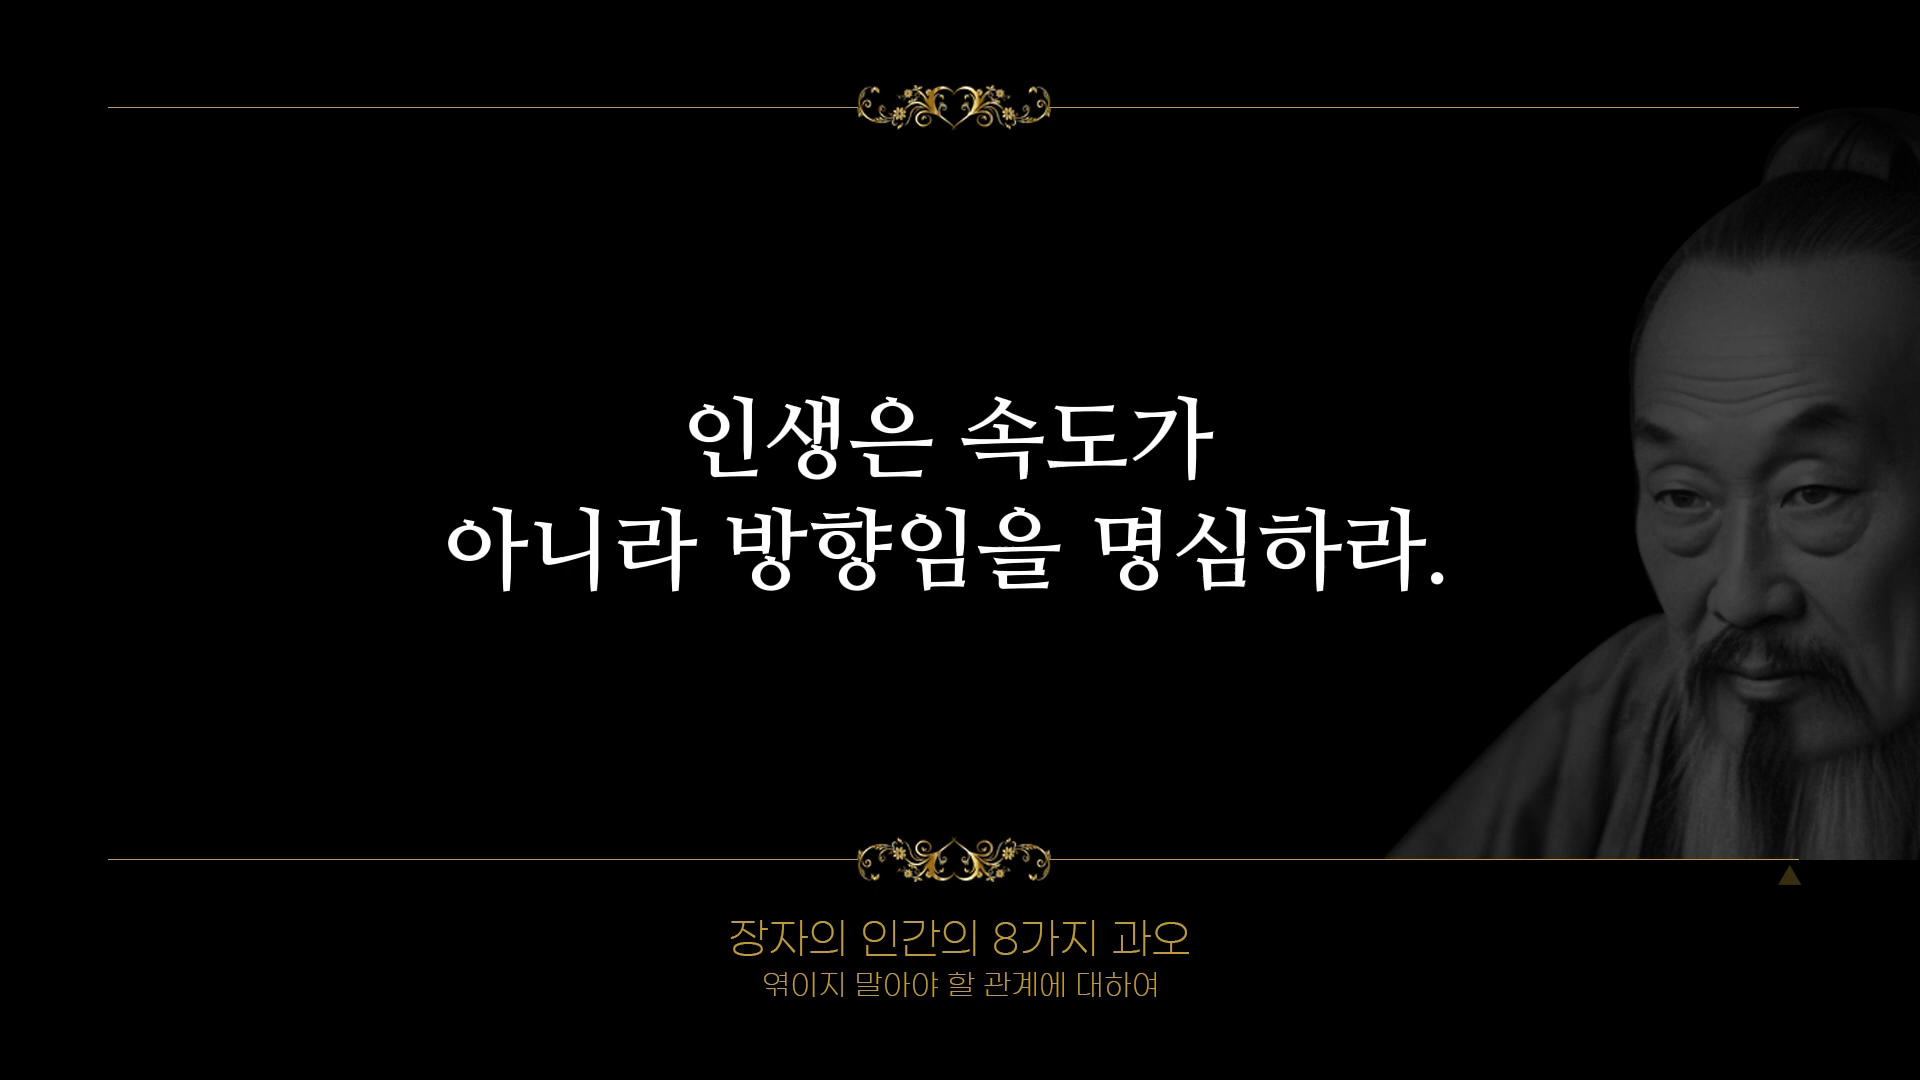 인생은 속도가
아니라 방향임을 명심하라.
장자의 인간의 8가지 과오
엮이지 말아야 할 관계에 대하여